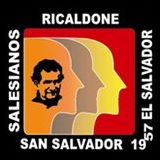 RICALDONE
SALESIANOS
SAN SALVADOR 1957 EL SALVADOR